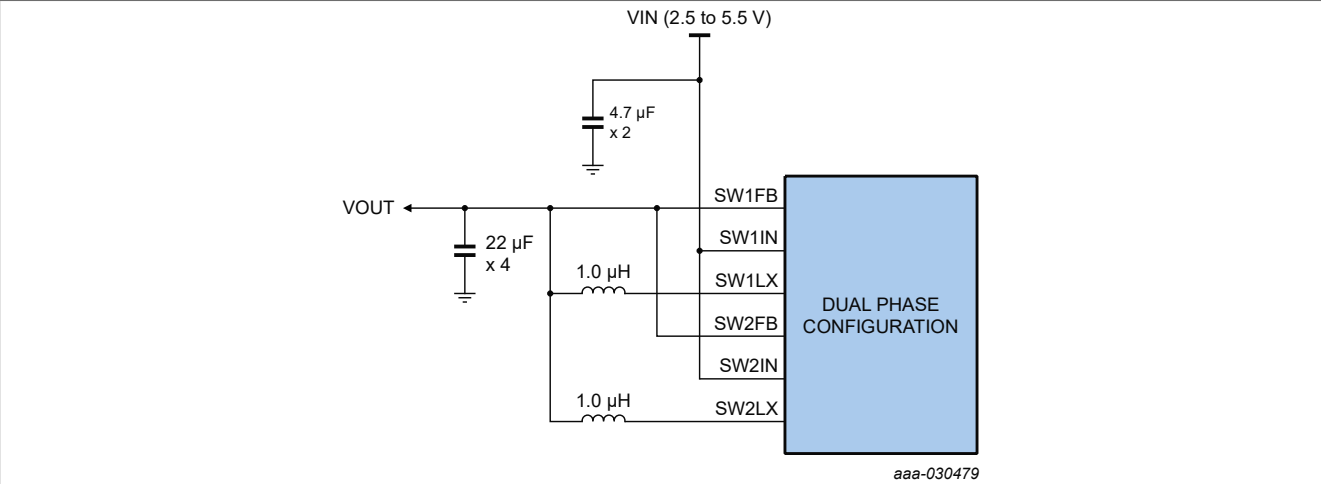 VIN (2.5 to 5.5 V)
4.7 µF
x 2
SW1FB
VOUT
SW1IN
22 µF
x 4
1.0 µH
SW1LX
DUAL PHASE
CONFIGURATION
SW2FB
SW2IN
1.0 µH
SW2LX
aaa-030479